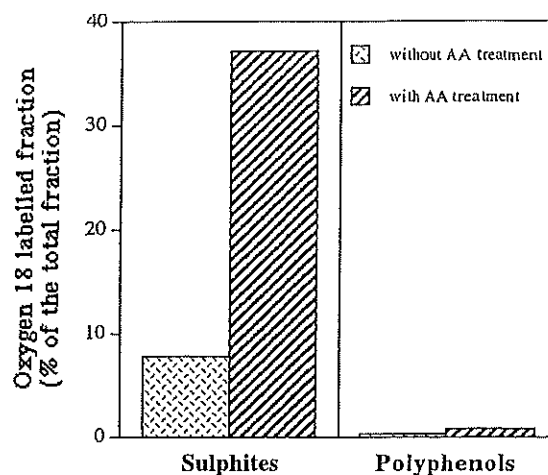 Oxygen 18 labelled fraction
(% of the total fraction)
40
30
20
10
0
without AA treatment
with AA treatment
Sulphites
Polyphenols